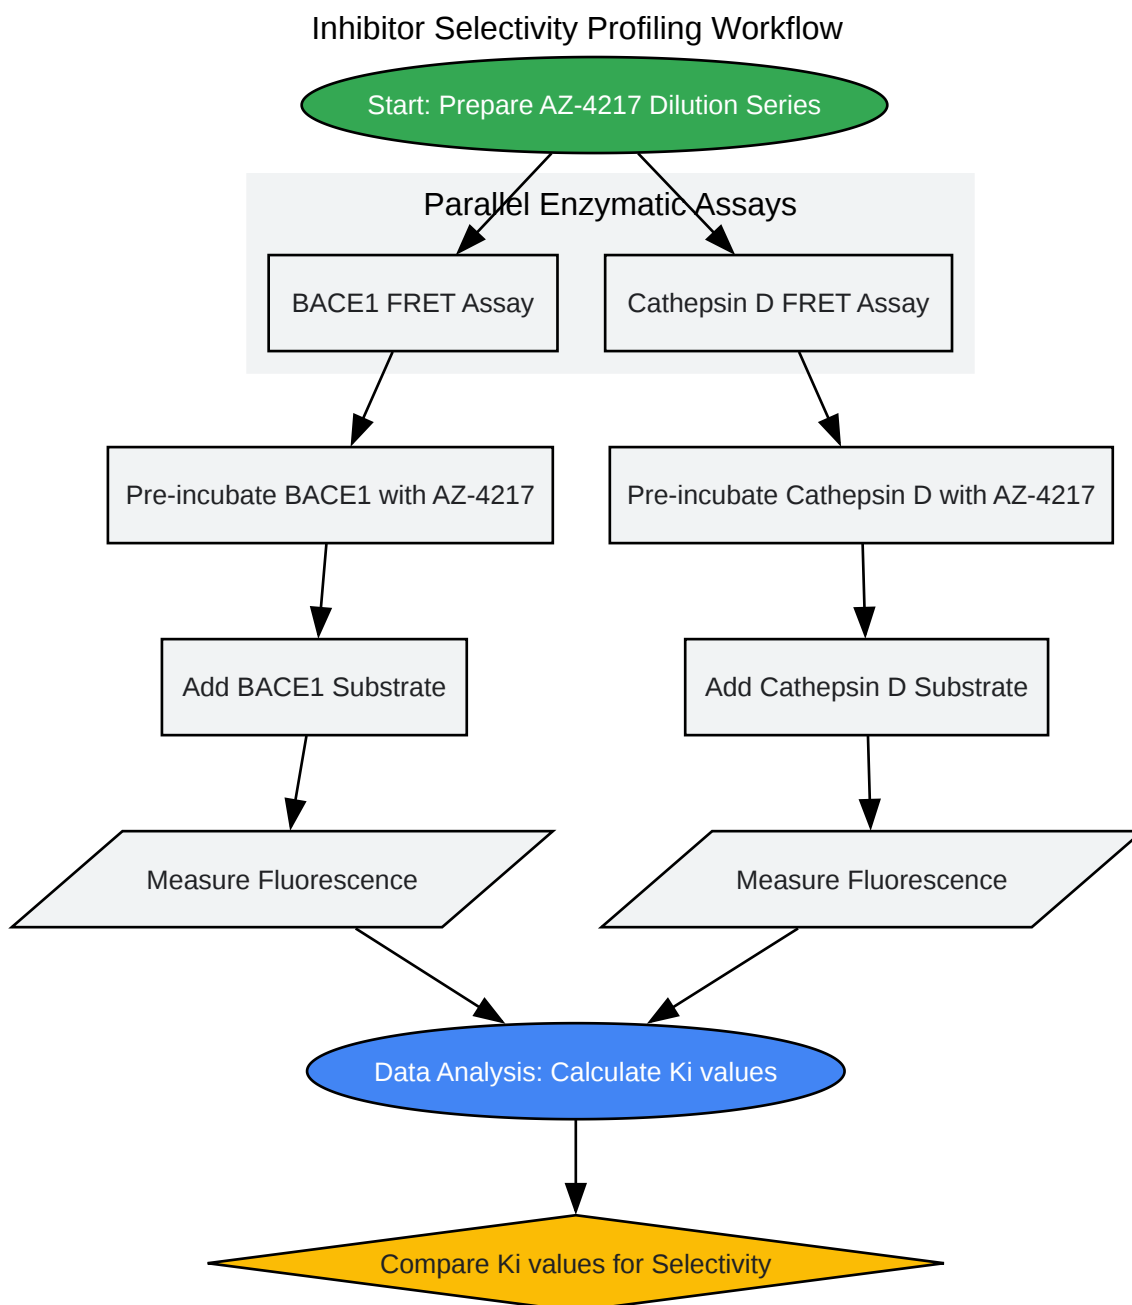 Inhibitor Selectivity Profiling Workflow
Start: Prepare AZ-4217 Dilution Series
Parallel Enzymatic Assays
BACE1 FRET Assay
Cathepsin D FRET Assay
Pre-incubate BACE1 with AZ-4217
Pre-incubate Cathepsin D with AZ-4217
Add BACE1 Substrate
Add Cathepsin D Substrate
Measure Fluorescence
Measure Fluorescence
Data Analysis: Calculate Ki values
Compare Ki values for Selectivity